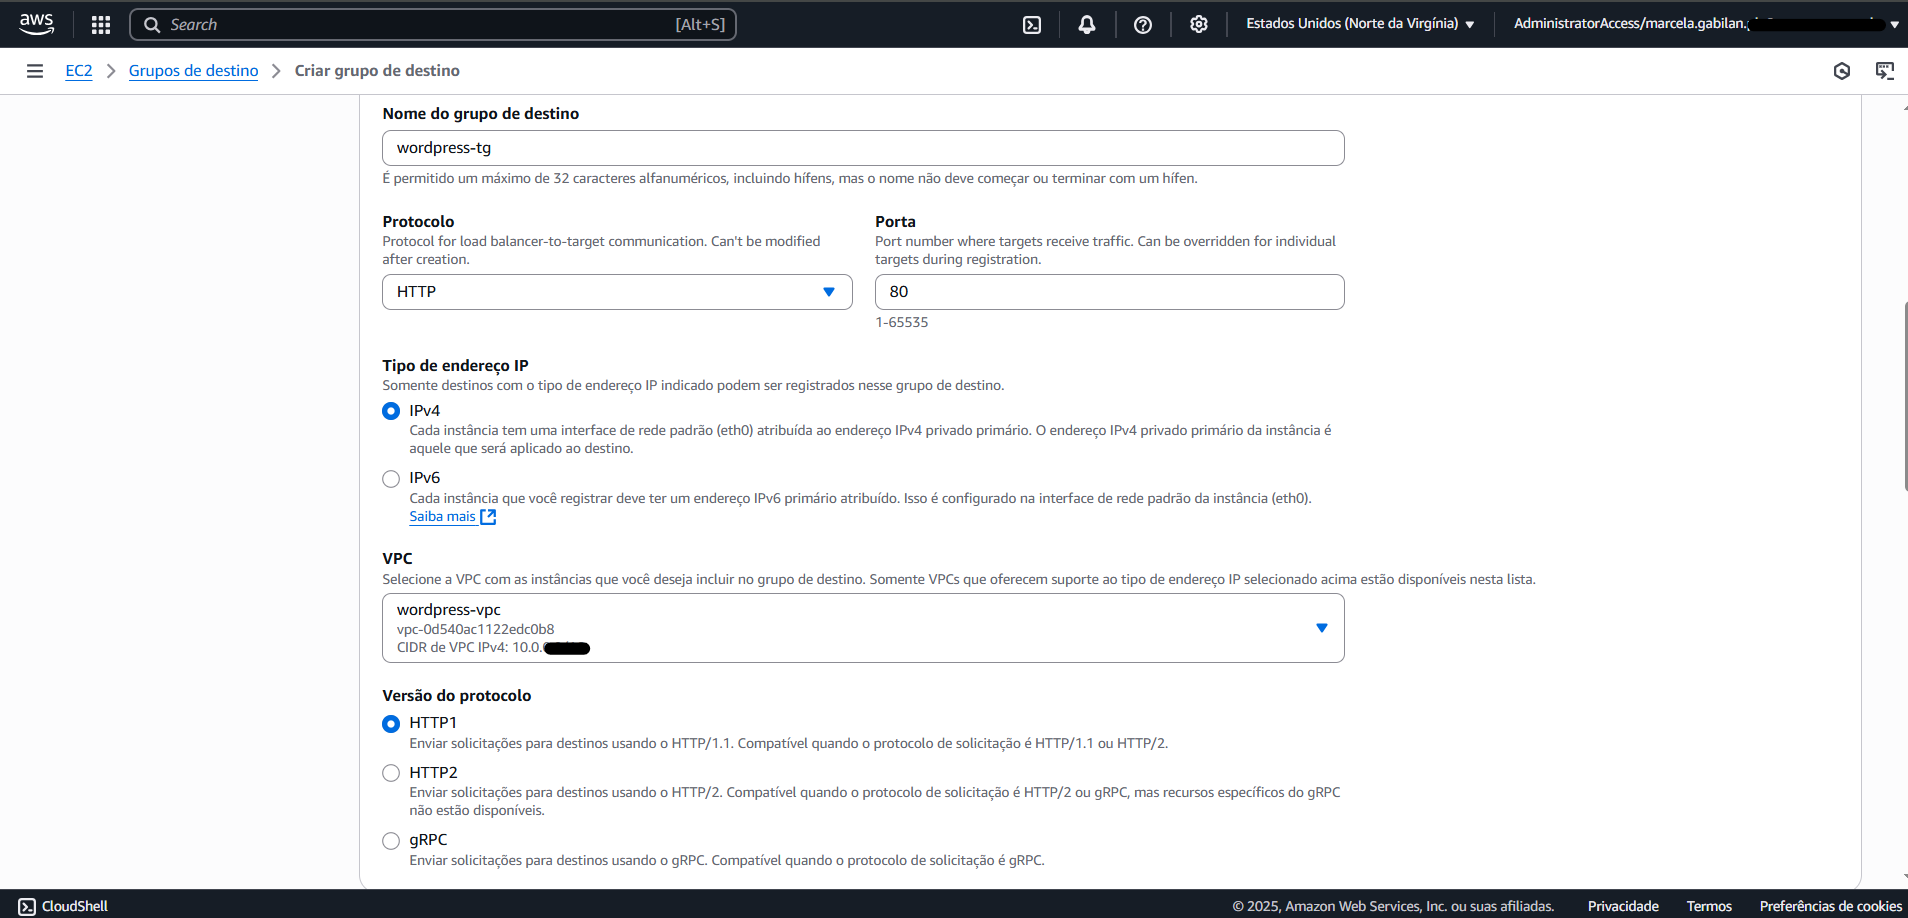 aws
Search
[Alt+S]
Estados Unidos (Norte da Virgínia)
AdministratorAccess/marcela.gabilan.
EC2
Grupos de destino
Criar grupo de destino
Nome do grupo de destino
wordpress-tg
É permitido um máximo de 32 caracteres alfanuméricos, incluindo hífens, mas o nome não deve começar ou terminar com um hífen.
Protocolo
Protocol for load balancer-to-target communication. Can't be modified
after creation.
HTTP
Porta
Port number where targets receive traffic. Can be overridden for individual
targets during registration.
80
1-65535
Tipo de endereço IP
Somente destinos com o tipo de endereço IP indicado podem ser registrados nesse grupo de destino.
IPv4
Cada instância tem uma interface de rede padrão (eth0) atribuída ao endereço IPv4 privado primário. O endereço IPv4 privado primário da instância é
aquele que será aplicado ao destino.
IPv6
Cada instância que você registrar deve ter um endereço IPv6 primário atribuído. Isso é configurado na interface de rede padrão da instância (eth0).
Saiba mais
VPC
Selecione a VPC com as instâncias que você deseja incluir no grupo de destino. Somente VPCs que oferecem suporte ao tipo de endereço IP selecionado acima estão disponíveis nesta lista.
wordpress-vpc
vpc-0d540ac1122edc0b8
CIDR de VPC IPv4: 10.0.
Versão do protocolo
HTTP1
Enviar solicitações para destinos usando o HTTP/1.1. Compatível quando o protocolo de solicitação é HTTP/1.1 ou HTTP/2.
HTTP2
Enviar solicitações para destinos usando o HTTP/2. Compatível quando o protocolo de solicitação é HTTP/2 ou gRPC, mas recursos específicos do gRPC
não estão disponíveis.
gRPC
Enviar solicitações para destinos usando o gRPC. Compatível quando o protocolo de solicitação é gRPC.
CloudShell
© 2025, Amazon Web Services, Inc. ou suas afiliadas.
Privacidade
Termos
Preferências de cookies